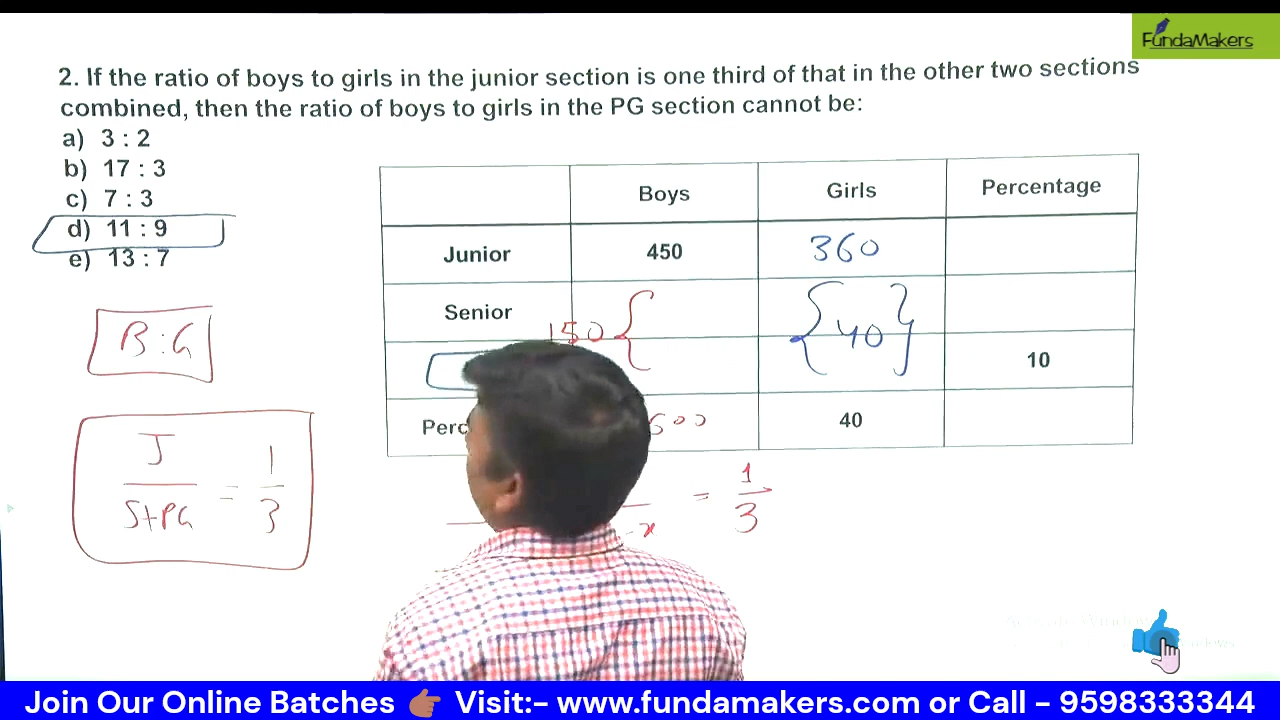 FundaMakers
2. If the ratio of boys to girls in the junior section is one third of that in the other two sections
combined, then the ratio of boys to girls in the PG section cannot be:
a) 3 : 2
b) 17 : 3
c) 7 : 3
d) 11 : 9
e) 13 : 7
Boys Girls Percentage
Junior 450 360
Senior
150 40
10
40
B : G
J
S+PG = 1/3
= 1/3
Join Our Online Batches Visit:- www.fundamakers.com or Call - 9598333344